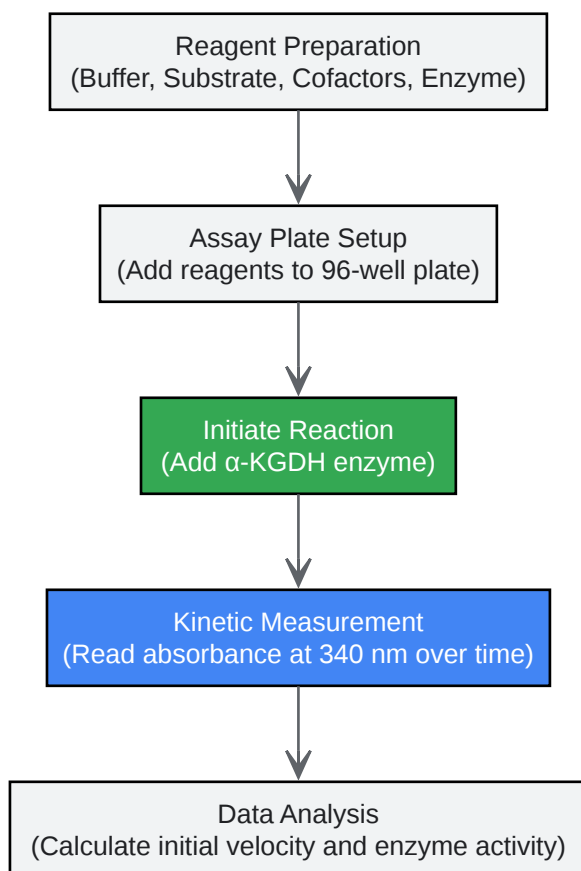 Reagent Preparation
(Buffer, Substrate, Cofactors, Enzyme)
Assay Plate Setup
(Add reagents to 96-well plate)
Initiate Reaction
(Add α-KGDH enzyme)
Kinetic Measurement
(Read absorbance at 340 nm over time)
Data Analysis
(Calculate initial velocity and enzyme activity)